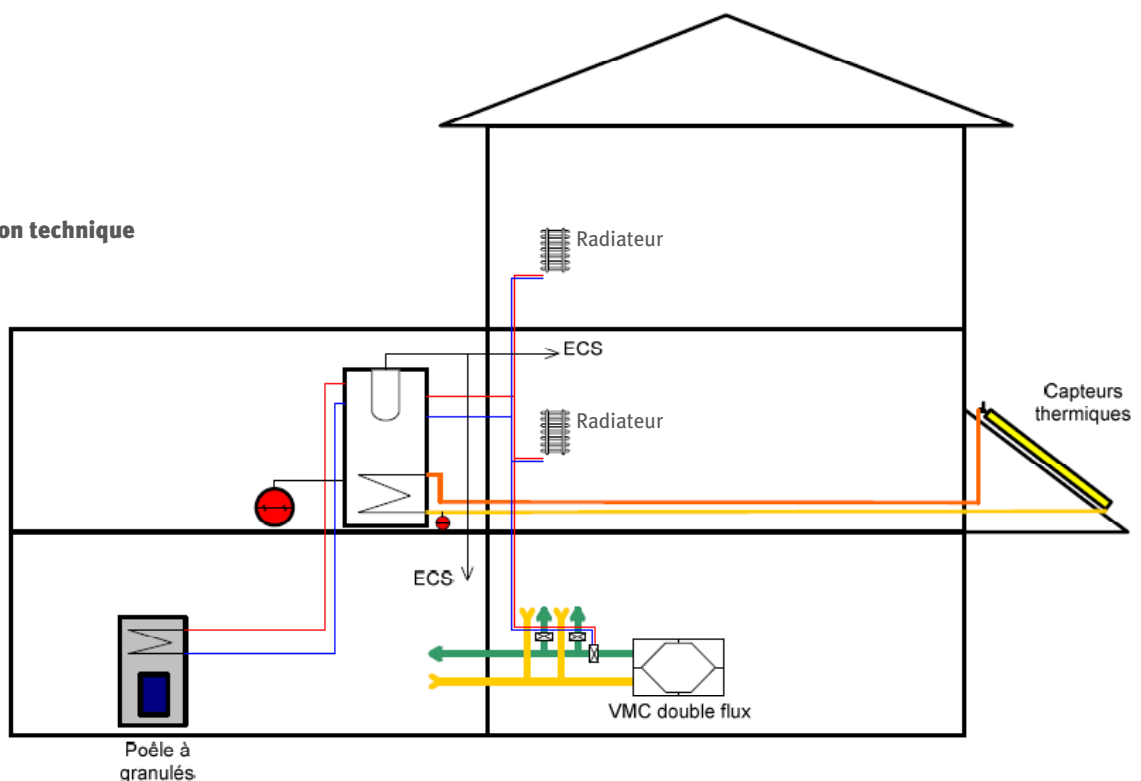 on technique
Radiateur
ECS
Radiateur
Capteurs
thermiques
ECS
VMC double flux
Poêle à
granulés